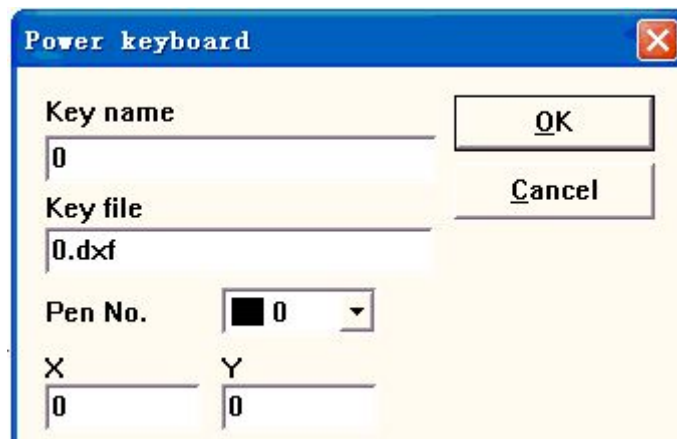 Power keyboard
Key name
OK
0
Cancel
Key file
0.dxf
Pen No.
0
X Y
0 0